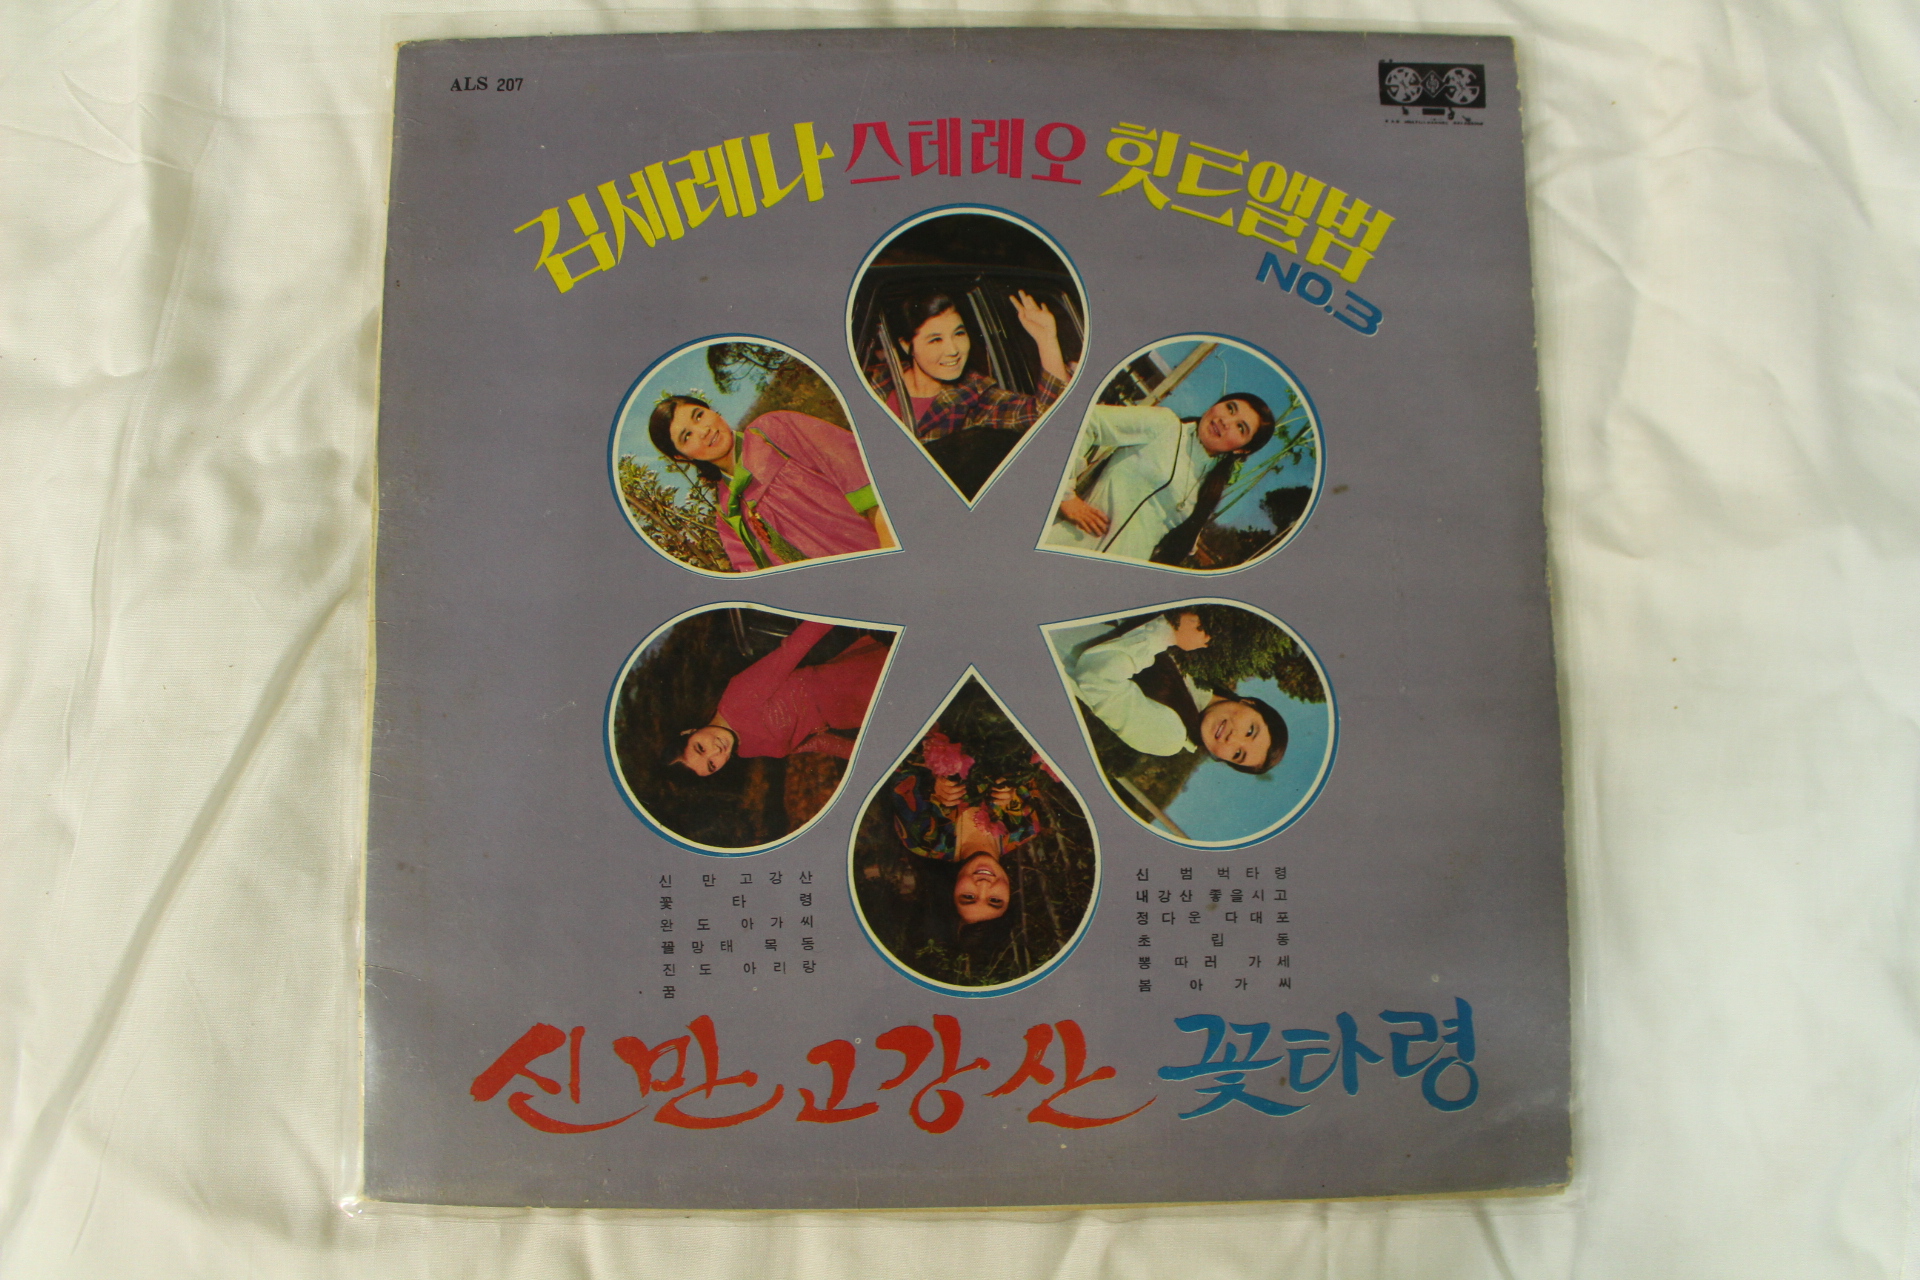 ALS 207
김세레나 스테레오 힛트앨범
NO.3
신만고강산
꽃타령
완도아가씨
꼴망태 목동
진도아리랑
꿈
신범벅타령
내강산 좋을시고
정다운 다대포
초립동
뽕따러 가세
봄아가씨
신만고강산 꽃타령